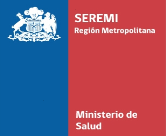 SEREMI
Región Metropolitana
Ministerio de
Salud